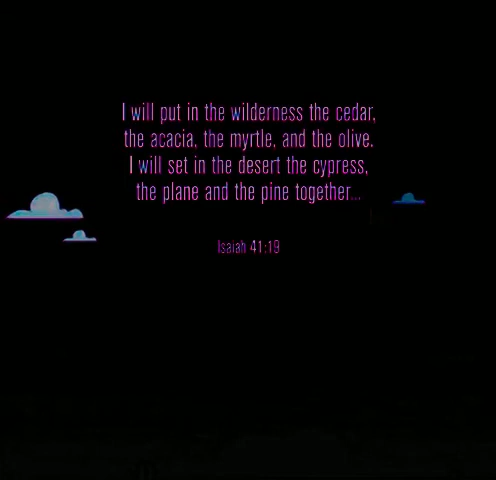 I will put in the wilderness the cedar,
the acacia, the myrtle, and the olive.
I will set in the desert the cypress,
the plane and the pine together...
Isaiah 41:19